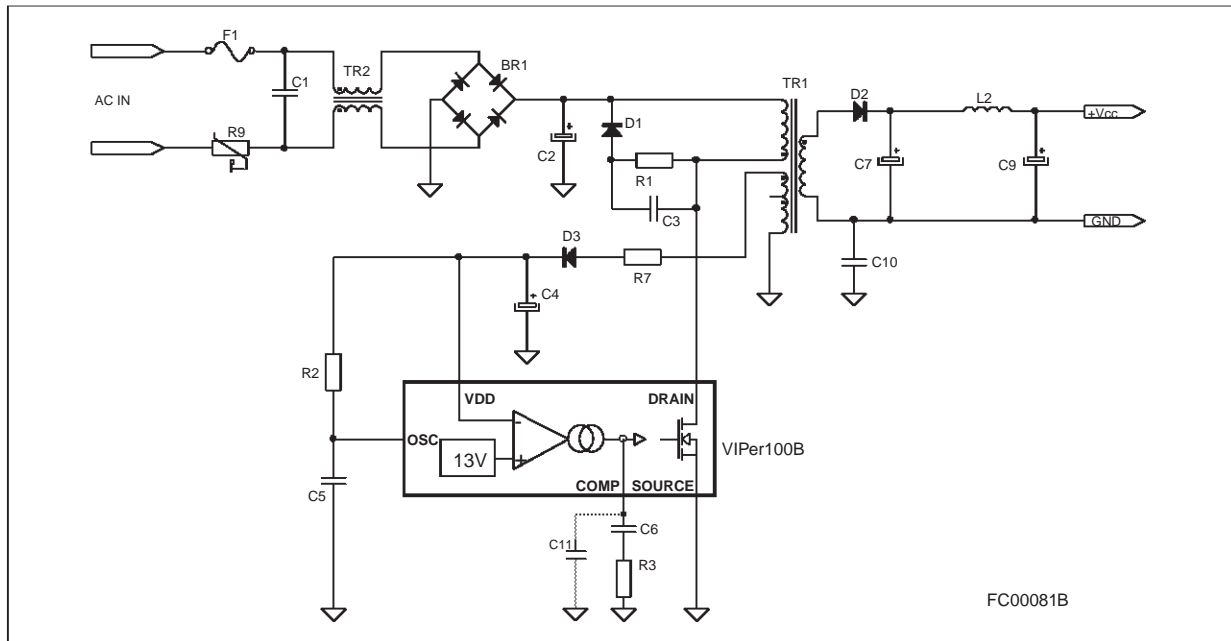 F1
BR1
TR2
C1
AC IN
R9
TR1
D2
L2
+Vcc
D1
C2
R1
C7
C9
C3
GND
D3
R7
C10
C4
R2
VDD
DRAIN
OSC
13V
VIPer100B
COMP
SOURCE
C5
C6
C11
R3
FC00081B
+
+
+
+
-
+